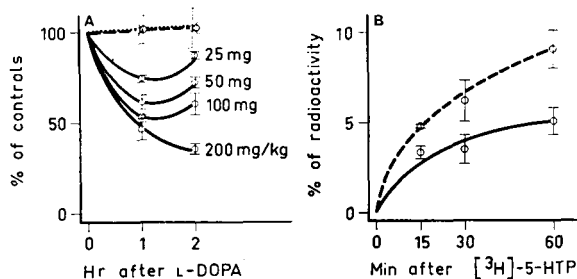 A
% of controls
100
50
0
25 mg
50 mg
100 mg
200 mg/kg
0
1
2
Hr after L-DOPA
B
% of radioactivity
10
5
0
0
15
30
60
Min after [³H]-5-HTP